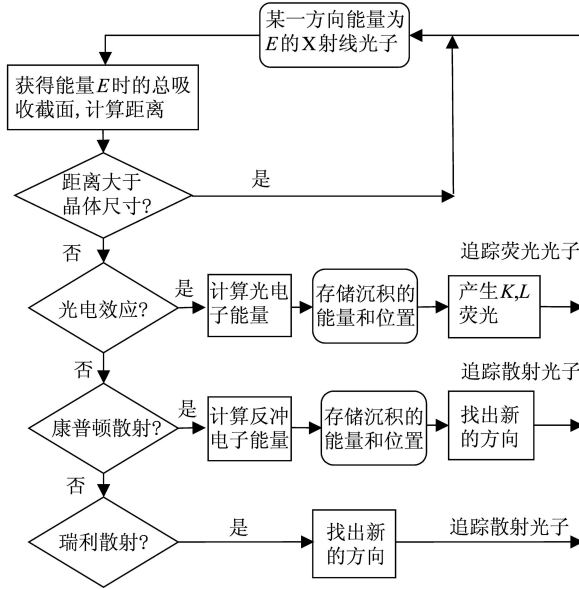 某一方向能量为
E的X射线光子
获得能量E时的总吸
收截面,计算距离
距离大于
晶体尺寸?
是
否
追踪荧光光子
光电效应?
是
计算光电
子能量
存储沉积的
能量和位置
产生K,L
荧光
否
追踪散射光子
康普顿散射?
是
计算反冲
电子能量
存储沉积的
能量和位置
找出新
的方向
否
瑞利散射?
是
找出新
的方向
追踪散射光子